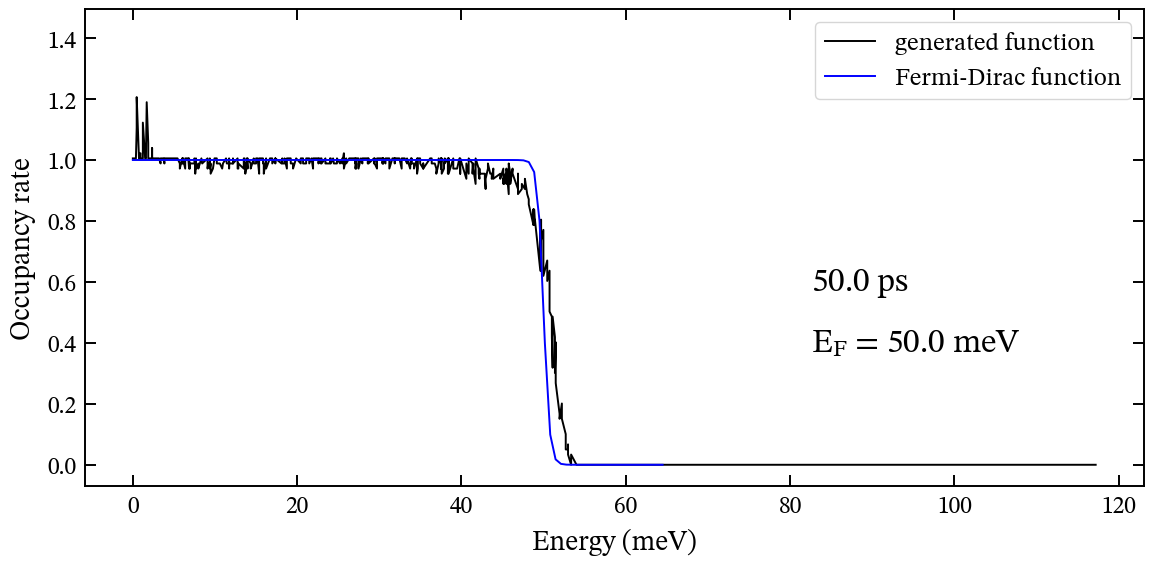 generated function
Fermi-Dirac function
Occupancy rate
1.4
1.2
1.0
0.8
0.6
0.4
0.2
0.0
50.0 ps
E_F = 50.0 meV
0 20 40 60 80 100 120
Energy (meV)